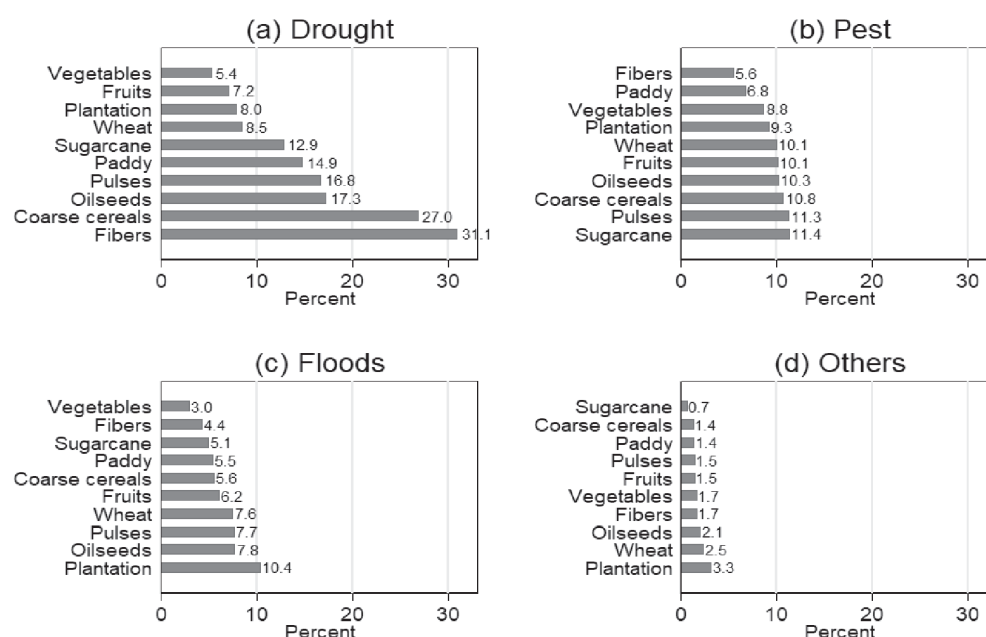 (a) Drought
Vegetables 5.4
Fruits 7.2
Plantation 8.0
Wheat 8.5
Sugarcane 12.9
Paddy 14.9
Pulses 16.8
Oilseeds 17.3
Coarse cereals 27.0
Fibers 31.1
0 10 20 30
Percent
(b) Pest
Fibers 5.6
Paddy 6.8
Vegetables 8.8
Plantation 9.3
Wheat 10.1
Fruits 10.1
Oilseeds 10.3
Coarse cereals 10.8
Pulses 11.3
Sugarcane 11.4
0 10 20 30
Percent
(c) Floods
Vegetables 3.0
Fibers 4.4
Sugarcane 5.1
Paddy 5.5
Coarse cereals 5.6
Fruits 6.2
Wheat 7.6
Pulses 7.7
Oilseeds 7.8
Plantation 10.4
0 10 20 30
Percent
(d) Others
Sugarcane 0.7
Coarse cereals 1.4
Paddy 1.4
Pulses 1.5
Fruits 1.5
Vegetables 1.7
Fibers 1.7
Oilseeds 2.1
Wheat 2.5
Plantation 3.3
0 10 20 30
Percent